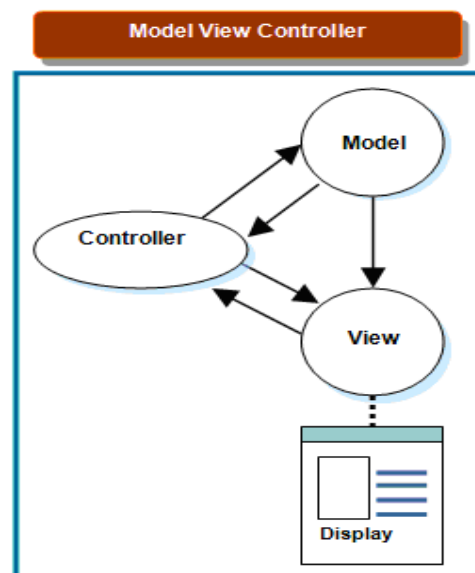 Model View Controller
Model
Controller
View
Display